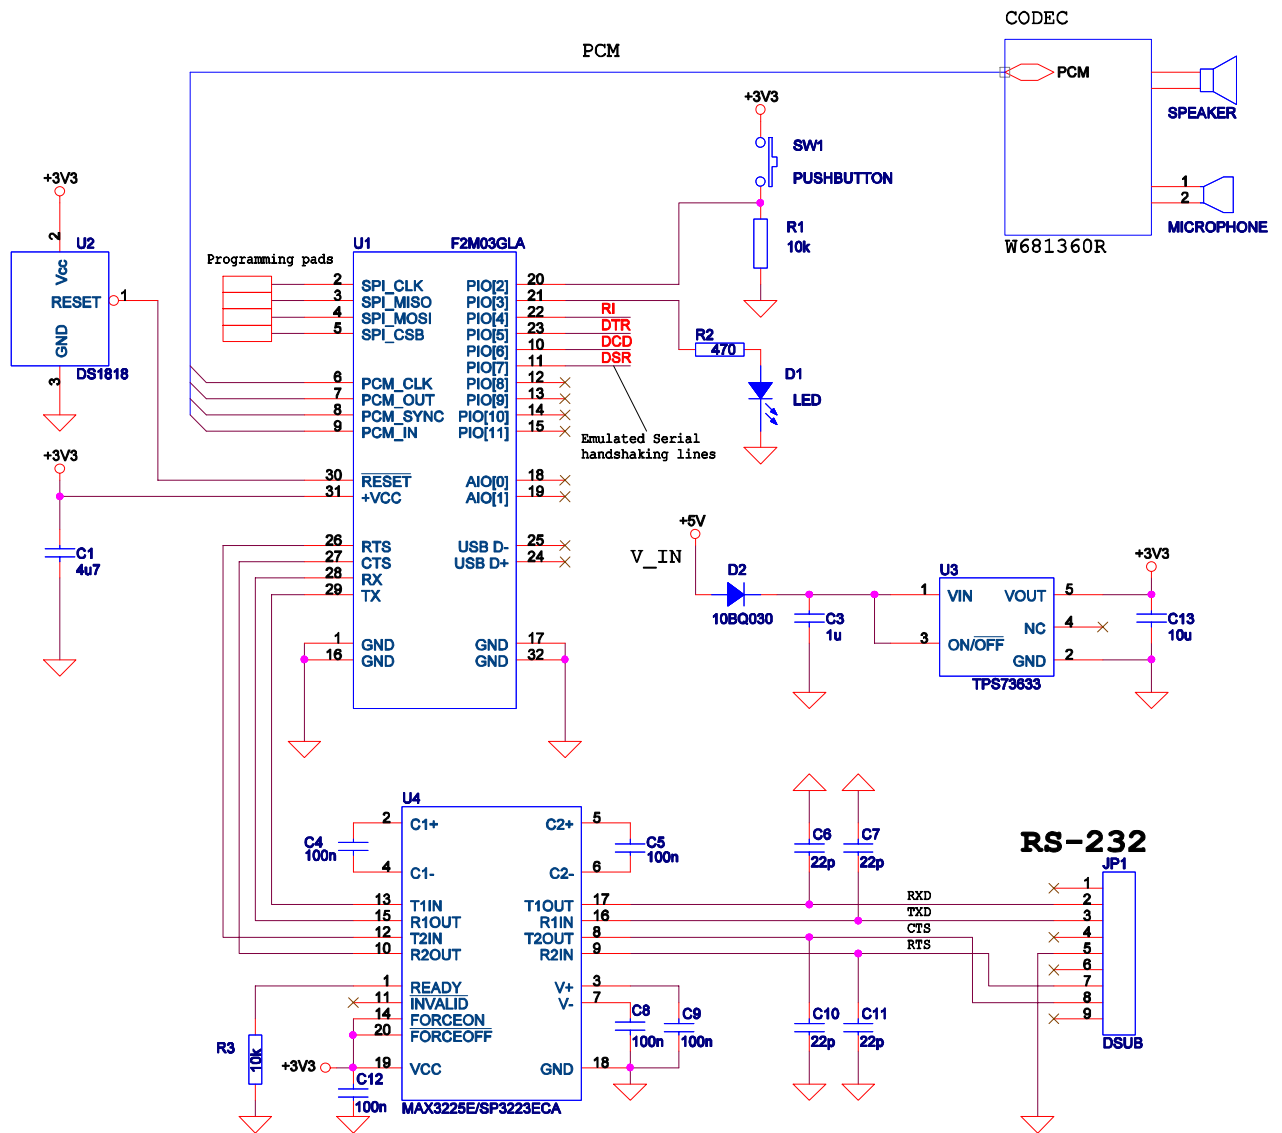 CODEC
PCM
PCM
SPEAKER
1
2
MICROPHONE
W681360R
+3V3
SW1
PUSHBUTTON
R1
10k
+3V3
2
U2
Vcc
RESET
1
GND
3
DS1818
Programming pads
U1
F2M03GLA
2 SPI_CLK
3 SPI_MISO
4 SPI_MOSI
5 SPI_CSB
6 PCM_CLK
7 PCM_OUT
8 PCM_SYNC
9 PCM_IN
30 RESET
31 +VCC
26 RTS
27 CTS
28 RX
29 TX
1 GND
16 GND
PIO[2] 20
PIO[3] 21
PIO[4] 22 RI
PIO[5] 23 DTR
PIO[6] 10 DCD
PIO[7] 11 DSR
PIO[8] 12
PIO[9] 13
PIO[10] 14
PIO[11] 15
AIO[0] 18
AIO[1] 19
USB D- 25
USB D+ 24
GND 17
GND 32
R2
470
D1
LED
Emulated Serial
handshaking lines
+3V3
C1
4u7
+5V
V_IN
D2
10BQ030
C3
1u
U3
1 VIN
3 ON/OFF
VOUT 5
NC 4
GND 2
TPS73633
+3V3
C13
10u
U4
2 C1+
4 C1-
13 T1IN
15 R1OUT
12 T2IN
10 R2OUT
1 READY
11 INVALID
14 FORCEON
20 FORCEOFF
19 VCC
C2+ 5
C2- 6
T1OUT 17
R1IN 16
T2OUT 8
R2IN 9
V+ 3
V- 7
GND 18
MAX3225E/SP3223ECA
C4
100n
C5
100n
R3
10k
+3V3
C12
100n
C8
100n
C9
100n
C6
22p
C7
22p
C10
22p
C11
22p
RXD
TXD
CTS
RTS
RS-232
JP1
1
2
3
4
5
6
7
8
9
DSUB